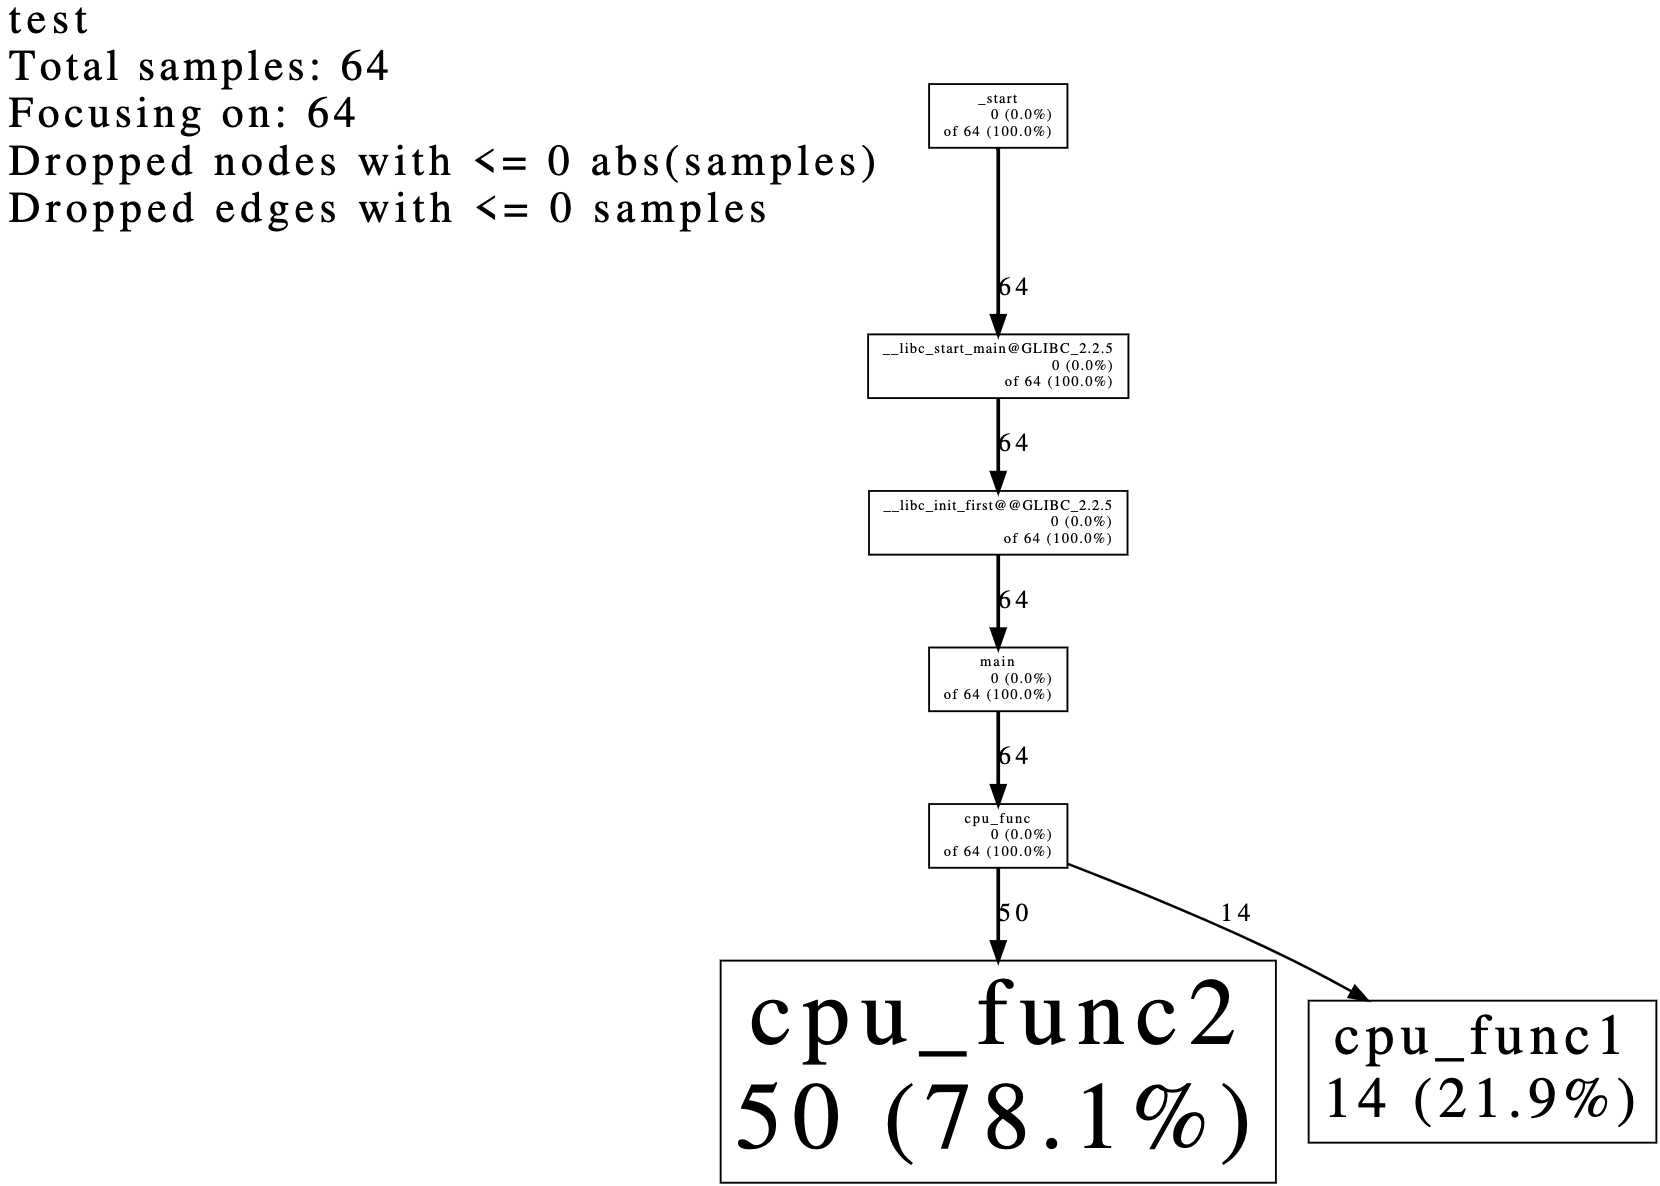 test
Total samples: 64
Focusing on: 64
Dropped nodes with <= 0 abs(samples)
Dropped edges with <= 0 samples
_start
0 (0.0%)
of 64 (100.0%)
64
__libc_start_main@GLIBC_2.2.5
0 (0.0%)
of 64 (100.0%)
64
__libc_init_first@@GLIBC_2.2.5
0 (0.0%)
of 64 (100.0%)
64
main
0 (0.0%)
of 64 (100.0%)
64
cpu_func
0 (0.0%)
of 64 (100.0%)
50
14
cpu_func2
50 (78.1%)
cpu_func1
14 (21.9%)